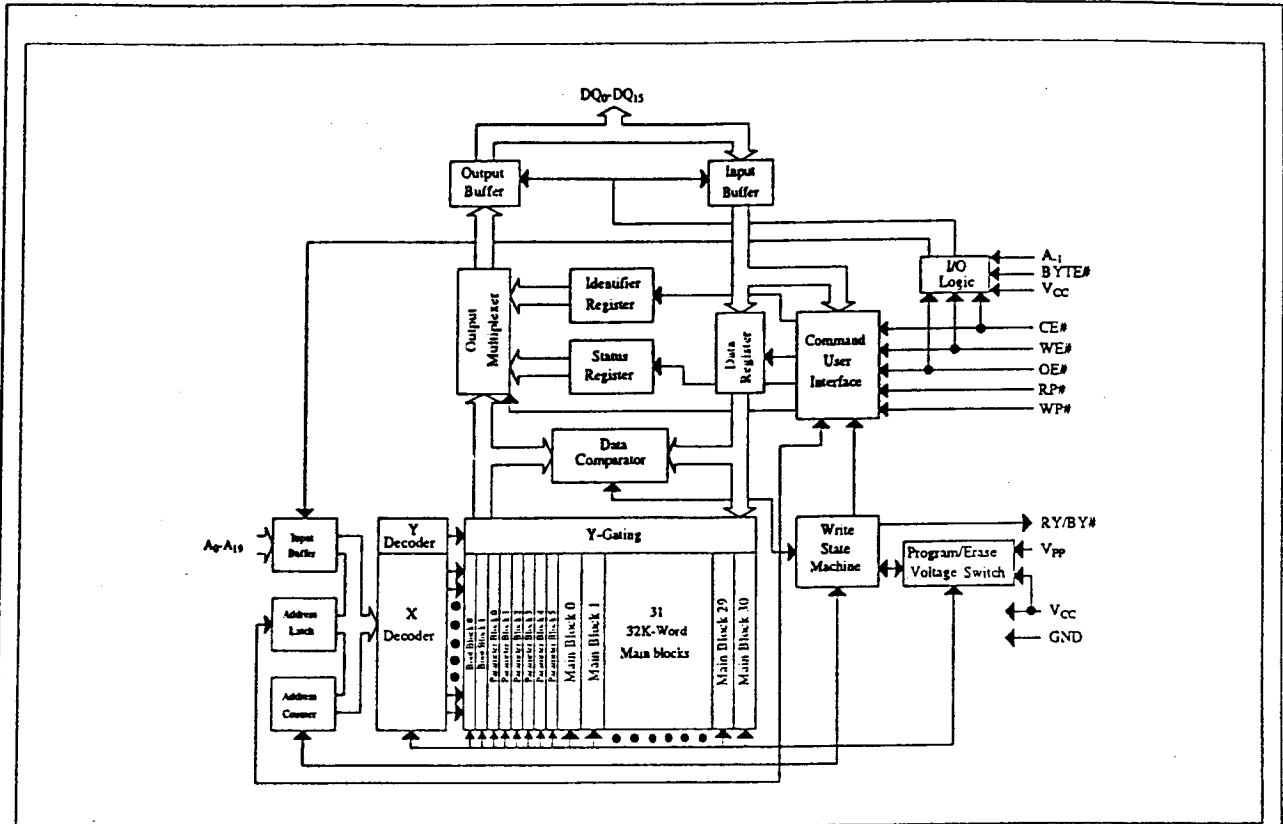 DQ0-DQ15
Output
Buffer
Input
Buffer
A-1
BYTE#
VCC
I/O
Logic
Identifier
Register
Output
Multiplexer
Status
Register
Data
Register
Command
User
Interface
CE#
WE#
OE#
RP#
WP#
Data
Comparator
A0-A19
Input
Buffer
Y
Decoder
Y-Gating
Write
State
Machine
RY/BY#
Program/Erase
Voltage Switch
VPP
VCC
GND
Address
Latch
X
Decoder
Address
Counter
Boot Block 0
Boot Block 1
Parameter Block 0
Parameter Block 1
Parameter Block 2
Parameter Block 3
Parameter Block 4
Parameter Block 5
Main Block 0
Main Block 1
31
32K-Word
Main blocks
Main Block 29
Main Block 30